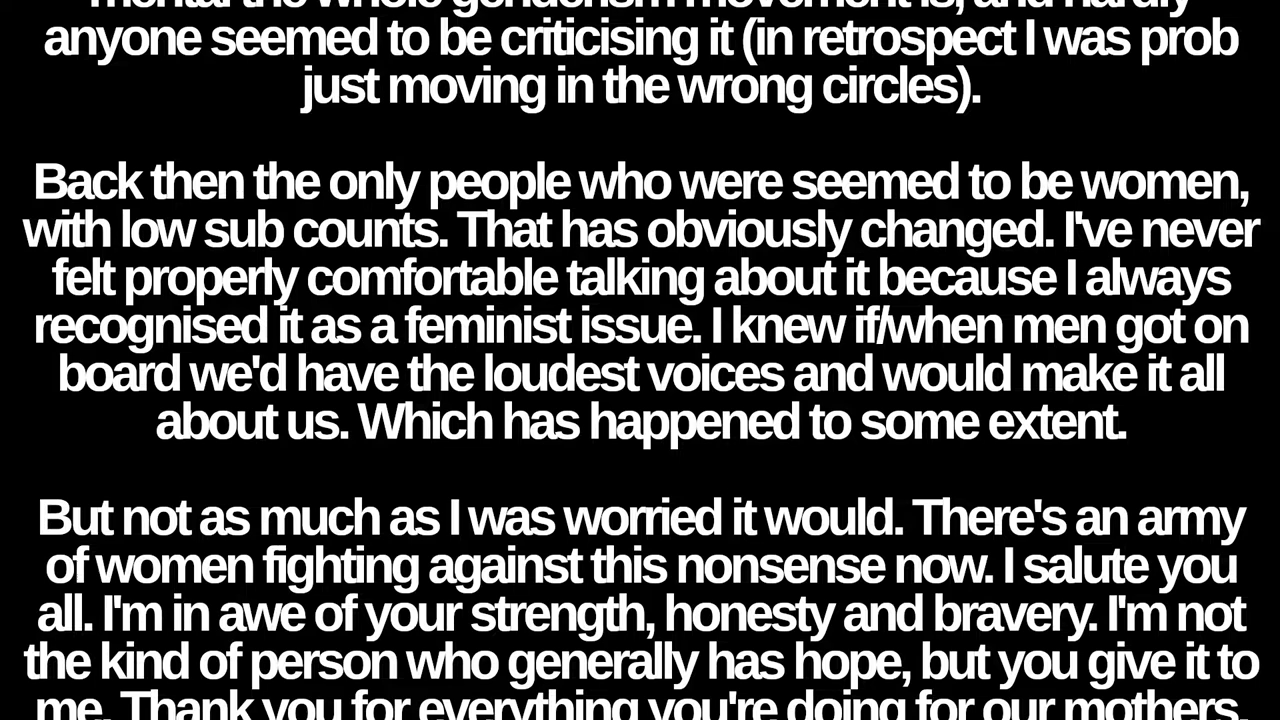 mental the whole genderism movement is, and hardly
anyone seemed to be criticising it (in retrospect I was prob
just moving in the wrong circles).
Back then the only people who were seemed to be women,
with low sub counts. That has obviously changed. I've never
felt properly comfortable talking about it because I always
recognised it as a feminist issue. I knew if/when men got on
board we'd have the loudest voices and would make it all
about us. Which has happened to some extent.
But not as much as I was worried it would. There's an army
of women fighting against this nonsense now. I salute you
all. I'm in awe of your strength, honesty and bravery. I'm not
the kind of person who generally has hope, but you give it to
me. Thank you for everything you're doing for our mothers,